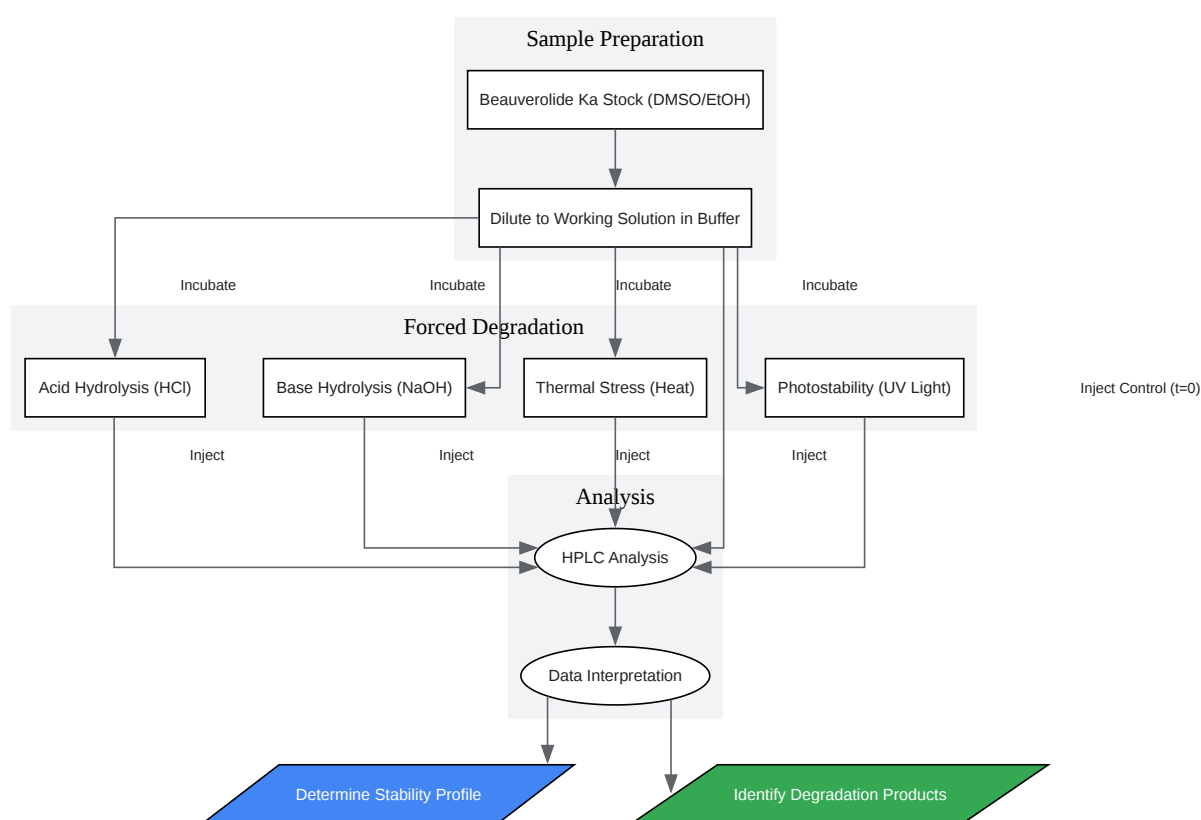 Sample Preparation
Beauverolide Ka Stock (DMSO/EtOH)
Dilute to Working Solution in Buffer
Incubate
Incubate
Incubate
Incubate
Forced Degradation
Acid Hydrolysis (HCl)
Base Hydrolysis (NaOH)
Thermal Stress (Heat)
Photostability (UV Light)
Inject Control (t=0)
Inject
Inject
Inject
Inject
Analysis
HPLC Analysis
Data Interpretation
Determine Stability Profile
Identify Degradation Products